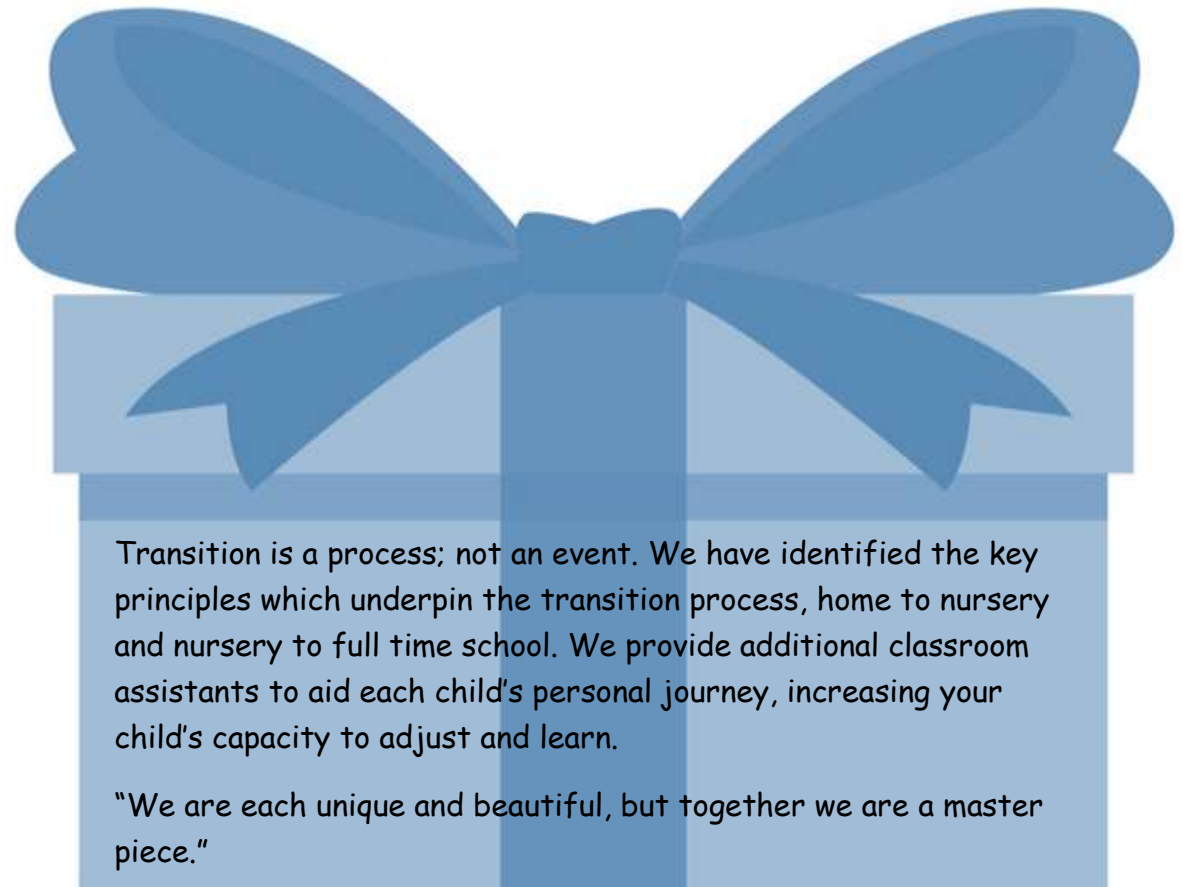 Transition is a process; not an event. We have identified the key
principles which underpin the transition process, home to nursery
and nursery to full time school. We provide additional classroom
assistants to aid each child's personal journey, increasing your
child's capacity to adjust and learn.
"We are each unique and beautiful, but together we are a master
piece."